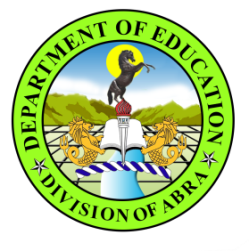 DEPARTMENT OF EDUCATION
DIVISION OF ABRA